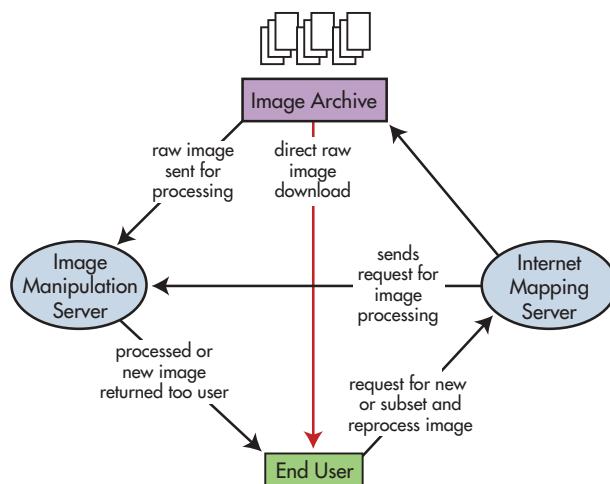 Image Archive
raw image
sent for
processing
direct raw
image
download
Image
Manipulation
Server
sends
request for
image
processing
Internet
Mapping
Server
processed or
new image
returned too user
request for new
or subset and
reprocess image
End User